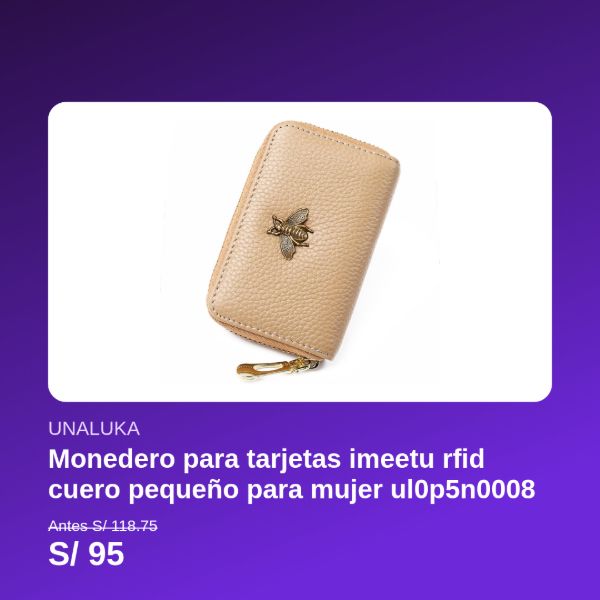 UNALUKA
Monedero para tarjetas imeetu rfid
cuero pequeño para mujer ul0p5n0008
Antes S/ 118.75
S/ 95